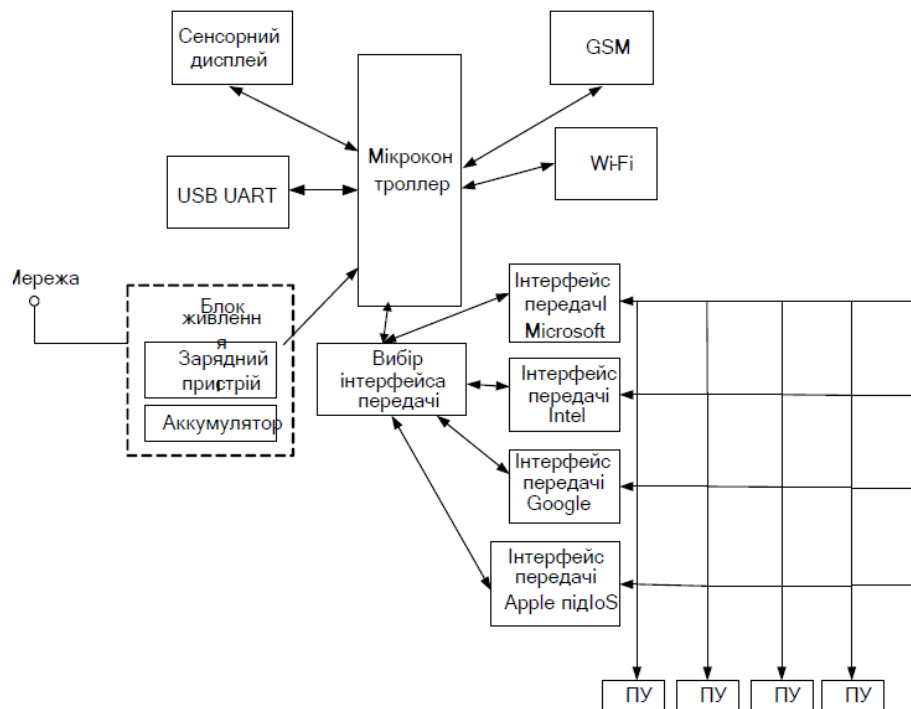 Сенсорний
дисплей
GSM
Мікрокон
троллер
Wi-Fi
USB UART
Мережа
Блок
живленн
я
Зарядний
пристрій
Аккумулятор
Вибір
інтерфейса
передачі
Інтерфейс
передачІ
Microsoft
Інтерфейс
передачі
Intel
Інтерфейс
передачі
Google
Інтерфейс
передачі
Apple підIoS
ПУ
ПУ
ПУ
ПУ